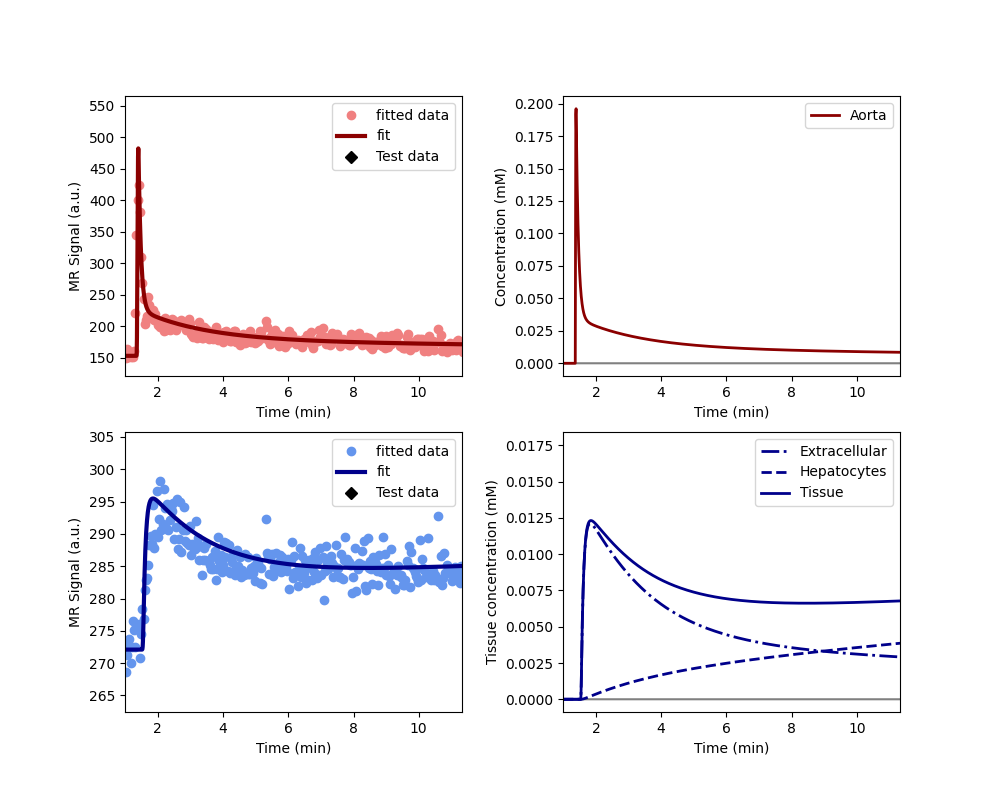 550
500
450
400
350
300
250
200
150
MR Signal (a.u.)
2 4 6 8 10
Time (min)
fitted data
fit
Test data
0.200
0.175
0.150
0.125
0.100
0.075
0.050
0.025
0.000
Concentration (mM)
2 4 6 8 10
Time (min)
Aorta
305
300
295
290
285
280
275
270
265
MR Signal (a.u.)
2 4 6 8 10
Time (min)
fitted data
fit
Test data
0.0175
0.0150
0.0125
0.0100
0.0075
0.0050
0.0025
0.0000
Tissue concentration (mM)
2 4 6 8 10
Time (min)
Extracellular
Hepatocytes
Tissue